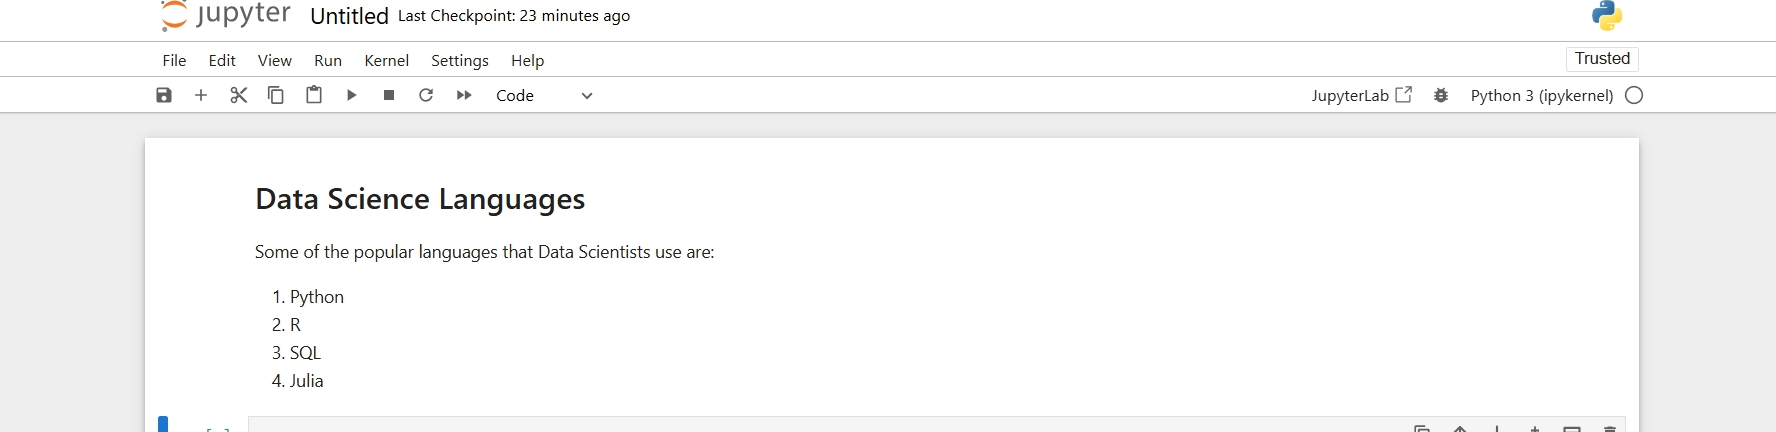 jupyter Untitled Last Checkpoint: 23 minutes ago
File Edit View Run Kernel Settings Help Trusted
Code JupyterLab Python 3 (ipykernel)
Data Science Languages
Some of the popular languages that Data Scientists use are:
1. Python
2. R
3. SQL
4. Julia
[ ]